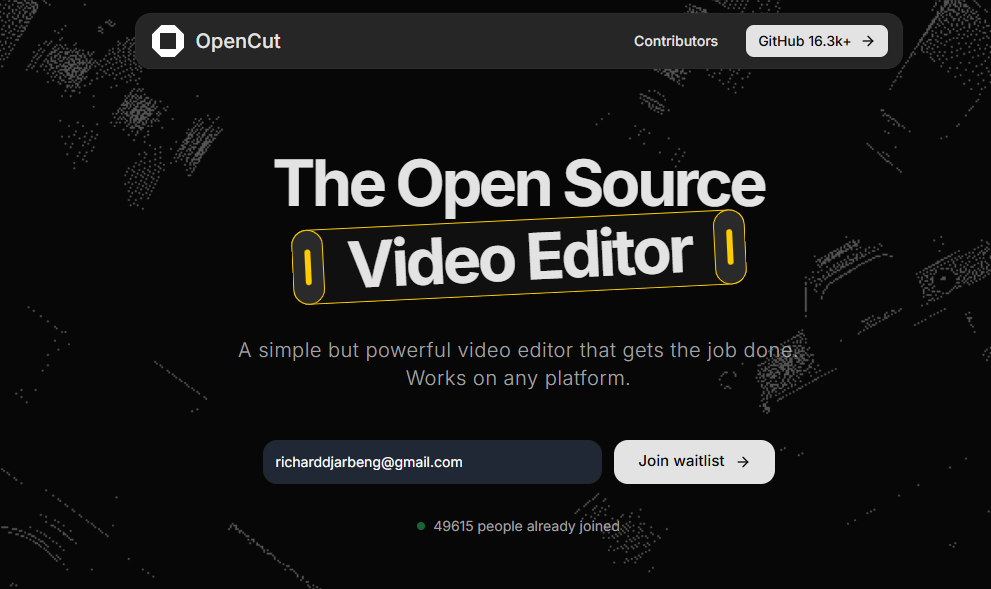 OpenCut
Contributors
GitHub 16.3k+ →
The Open Source
Video Editor
A simple but powerful video editor that gets the job done.
Works on any platform.
richarddjarbeng@gmail.com
Join waitlist →
49615 people already joined